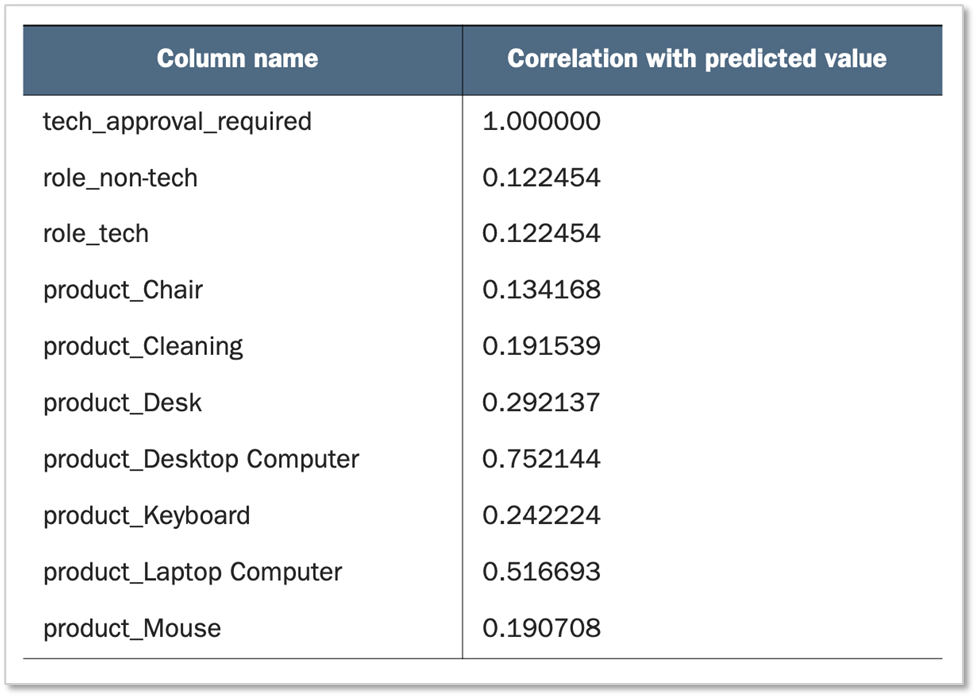 Column name Correlation with predicted value
tech_approval_required 1.000000
role_non-tech 0.122454
role_tech 0.122454
product_Chair 0.134168
product_Cleaning 0.191539
product_Desk 0.292137
product_Desktop Computer 0.752144
product_Keyboard 0.242224
product_Laptop Computer 0.516693
product_Mouse 0.190708